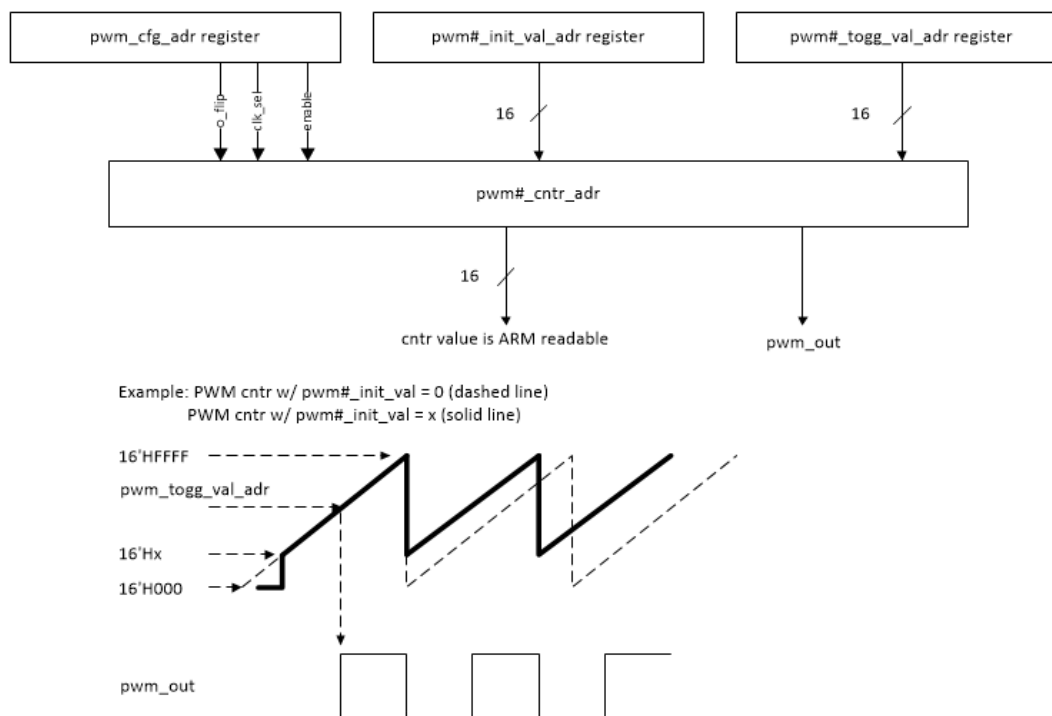 pwm_cfg_adr register
pwm#_init_val_adr register
pwm#_togg_val_adr register
o_flip
clk_sel
enable
16
16
pwm#_cntr_adr
16
cntr value is ARM readable
pwm_out
Example: PWM cntr w/ pwm#_init_val = 0 (dashed line)
PWM cntr w/ pwm#_init_val = x (solid line)
16'HFFFF
pwm_togg_val_adr
16'Hx
16'H000
pwm_out